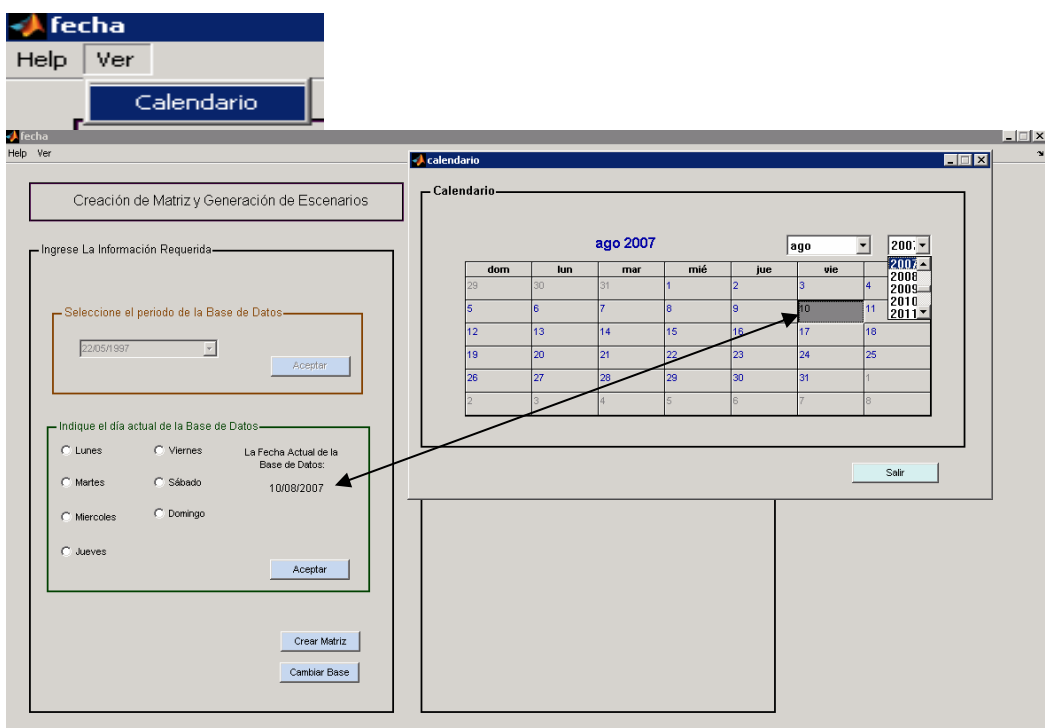 fecha
Help Ver
Calendario
fecha
Help Ver
Creación de Matriz y Generación de Escenarios
Ingrese La Información Requerida
Seleccione el periodo de la Base de Datos
22/05/1997
Aceptar
Indique el día actual de la Base de Datos
Lunes
Viernes
La Fecha Actual de la
Base de Datos:
Martes
Sábado
10/08/2007
Miercoles
Domingo
Jueves
Aceptar
Crear Matriz
Cambiar Base
calendario
Calendario
ago 2007
ago
200
2007
2008
2009
2010
2011
dom lun mar mié jue vie
29 30 31 1 2 3 4
5 6 7 8 9 10 11
12 13 14 15 16 17 18
19 20 21 22 23 24 25
26 27 28 29 30 31 1
2 3 4 5 6 7 8
Salir